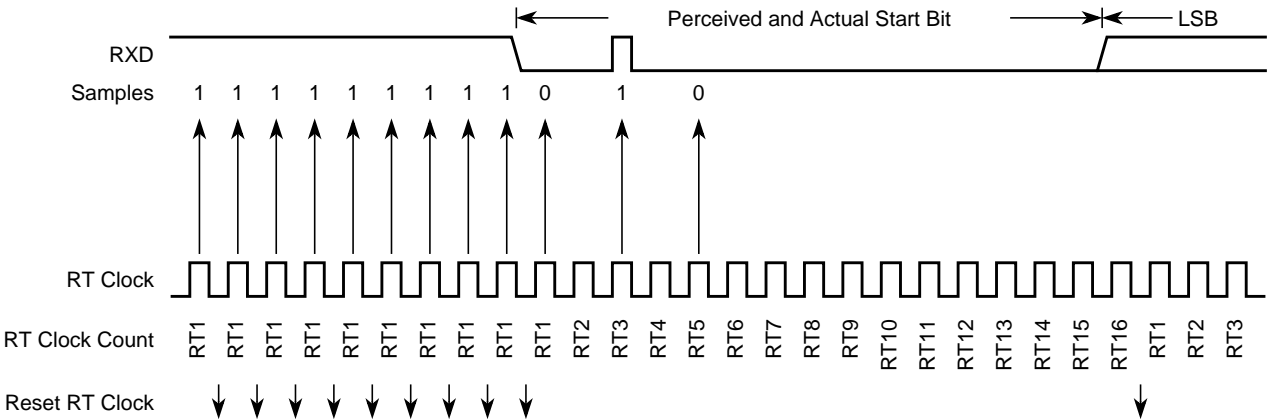 Perceived and Actual Start Bit LSB
RXD
Samples 1 1 1 1 1 1 1 1 1 0 1 0
RT Clock
RT Clock Count RT1 RT1 RT1 RT1 RT1 RT1 RT1 RT1 RT1 RT1 RT2 RT3 RT4 RT5 RT6 RT7 RT8 RT9 RT10 RT11 RT12 RT13 RT14 RT15 RT16 RT1 RT2 RT3
Reset RT Clock